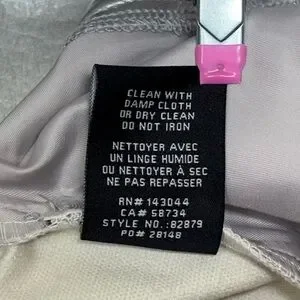 CLEAN WITH
DAMP CLOTH
OR DRY CLEAN
DO NOT IRON
NETTOYER AVEC
UN LINGE HUMIDE
OU NETTOYER À SEC
NE PAS REPASSER
RN# 143044
CA# 58734
STYLE NO.: 82879
PO# 28148